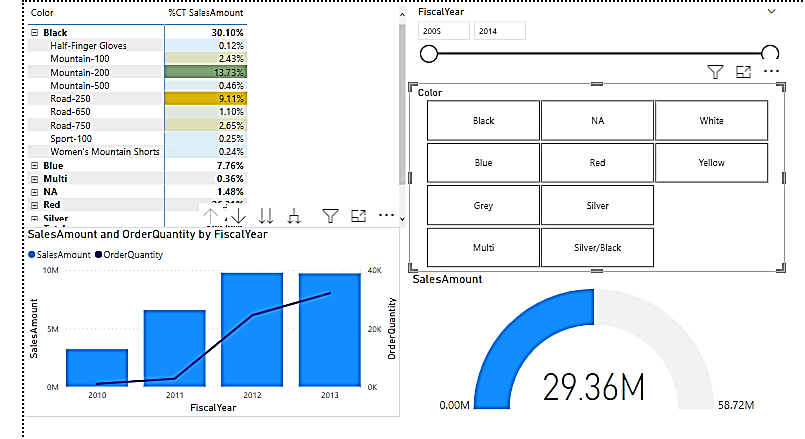 Color %CT SalesAmount
Black 30.10%
Half-Finger Gloves 0.12%
Mountain-100 2.43%
Mountain-200 13.73%
Mountain-500 0.46%
Road-250 9.11%
Road-650 1.10%
Road-750 2.65%
Sport-100 0.25%
Women's Mountain Shorts 0.24%
Blue 7.76%
Multi 0.36%
NA 1.48%
Red
Silver
SalesAmount and OrderQuantity by FiscalYear
SalesAmount OrderQuantity
10M 40K
5M 20K
0M 0K
SalesAmount
OrderQuantity
2010 2011 2012 2013
FiscalYear
FiscalYear
2005 2014
Color
Black NA White
Blue Red Yellow
Grey Silver
Multi Silver/Black
SalesAmount
29.36M
0.00M 58.72M